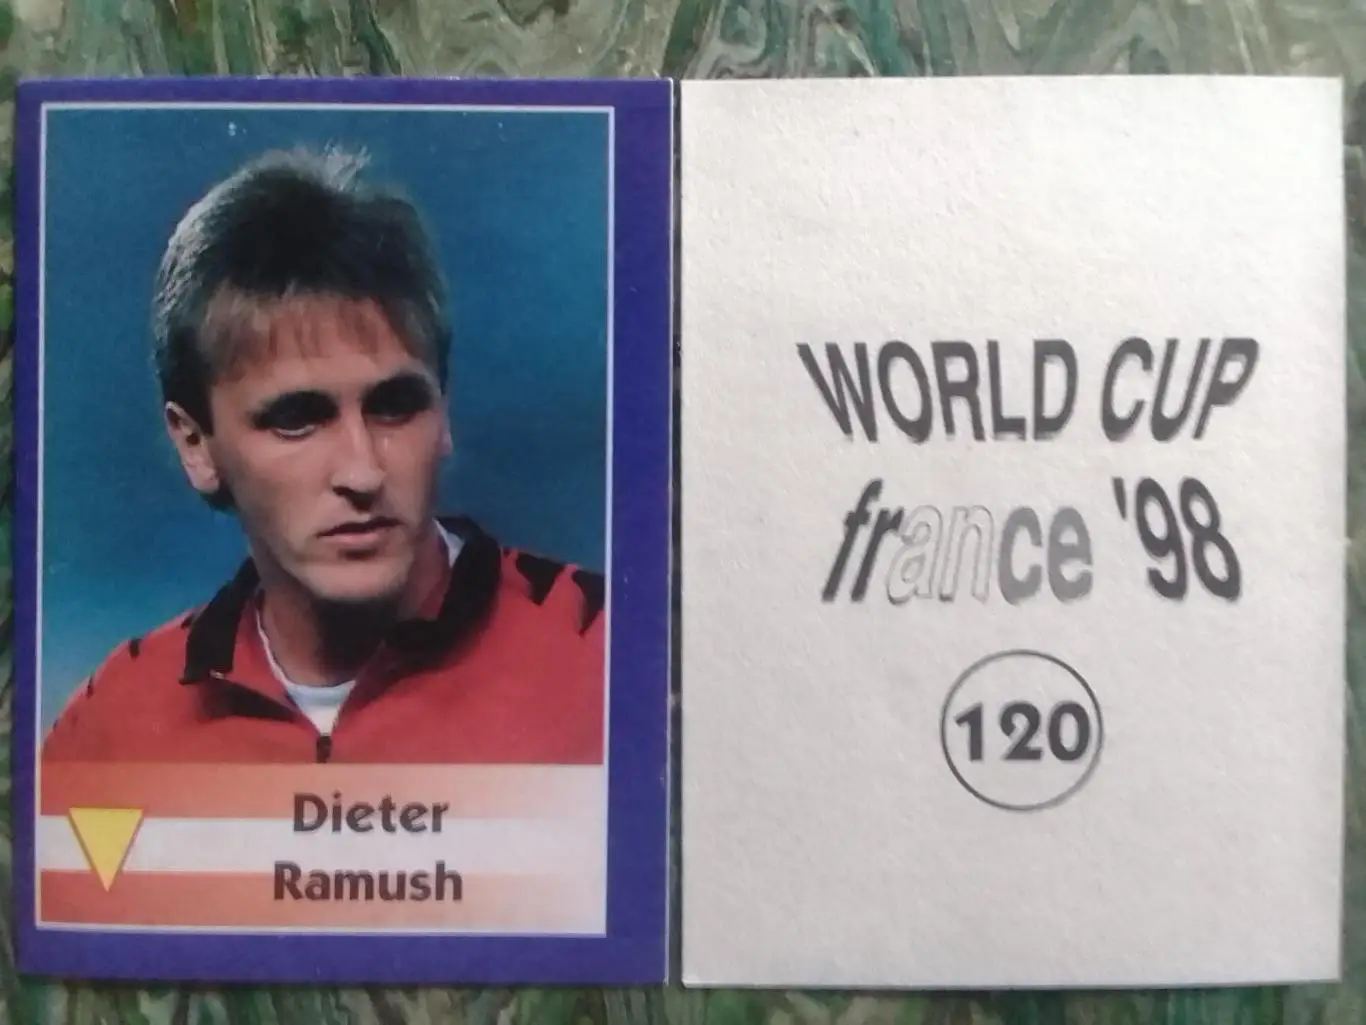 Dieter
Ramush
WORLD CUP
france '98
120